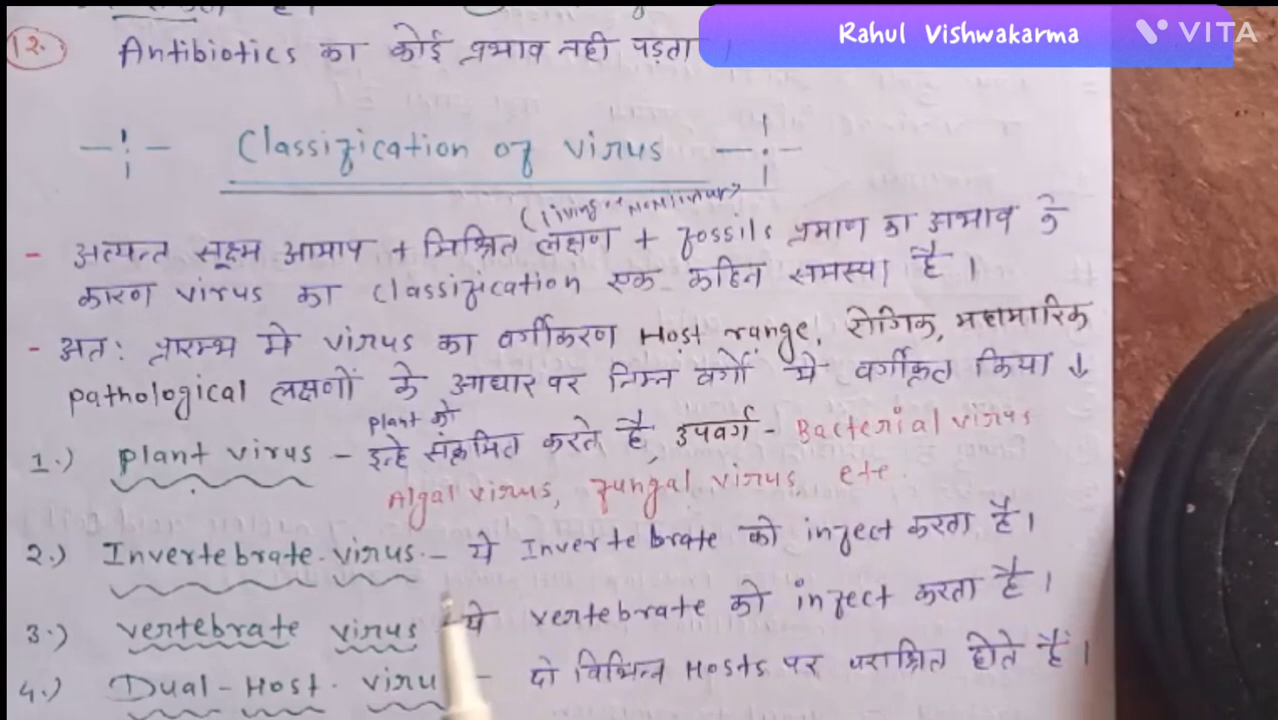 12. Antibiotics का कोई प्रभाव नही पड़ता ।
Rahul Vishwakarma
VITA
Classification of virus
(living or Nonliving)
- अत्यन्त सूक्ष्म आमाप + मिश्रित लक्षण + fossils प्रमाण का अभाव के
कारण virus का classification एक कठिन समस्या है ।
- अत: प्रारम्भ मे virus का वर्गीकरण Host range, रोगिक, महामारिक
pathological लक्षणों के आधार पर निम्न वर्गों मे वर्गीकृत किया ↓
plant को
1.) plant virus - इन्हे संक्रमित करते है, उपवर्ग - Bacterial virus
Algal virus, fungal virus, etc.
2.) Invertebrate virus - ये Invertebrate को infect करता है ।
3.) vertebrate virus - ये vertebrate को infect करता है ।
4.) Dual-Host viru - दो विभिन्न Hosts पर पराश्रित होते हैं ।